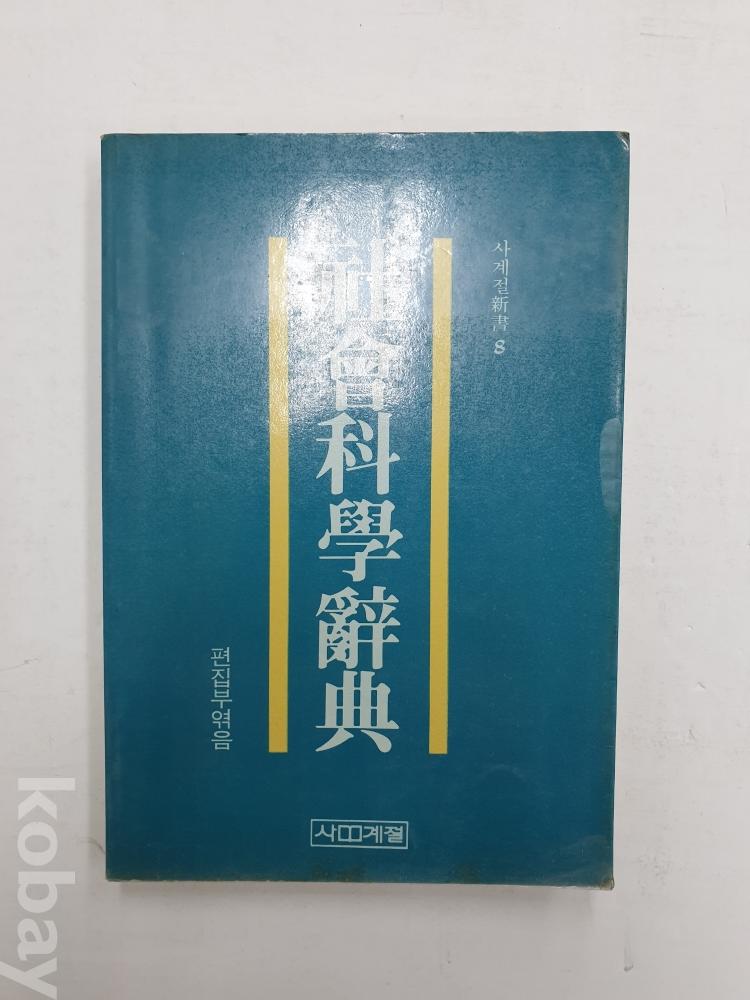 사계절新書 8
社會科學辭典
편집부엮음
사계절
kobay